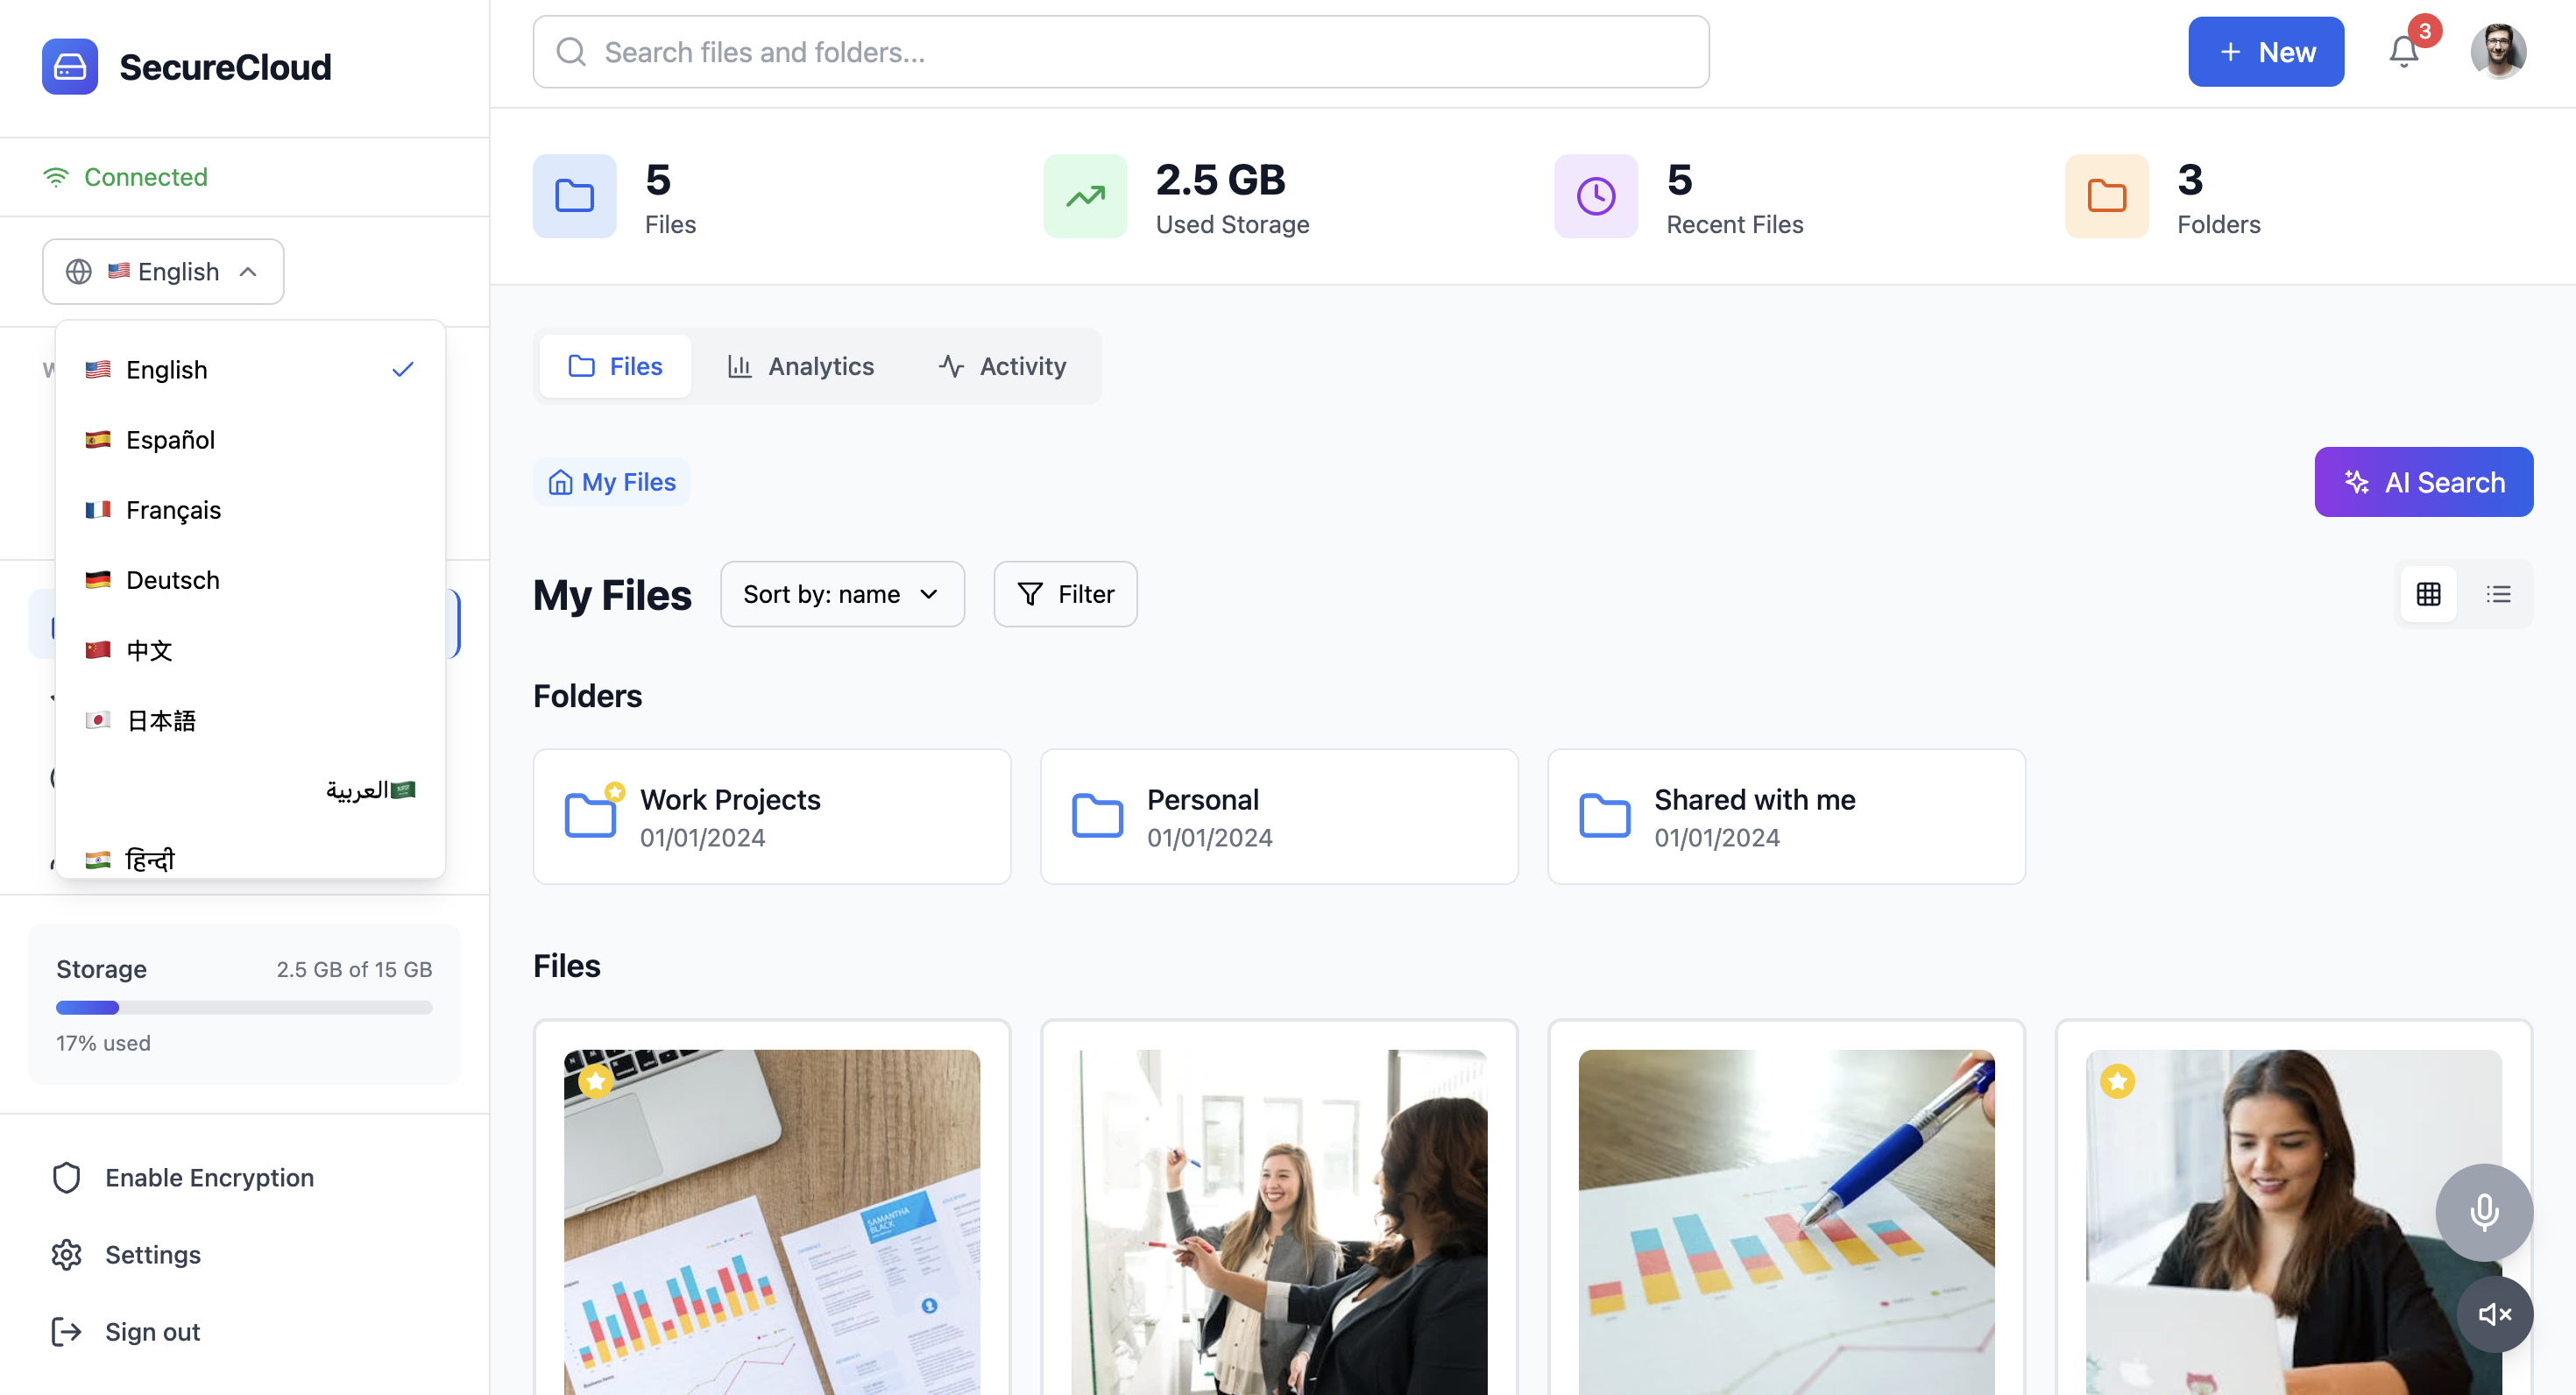 SecureCloud
Connected
English
English
Español
Français
Deutsch
中文
日本語
العربية
हिन्दी
Storage
2.5 GB of 15 GB
17% used
Enable Encryption
Settings
Sign out
Search files and folders...
New
3
5
Files
2.5 GB
Used Storage
5
Recent Files
3
Folders
Files
Analytics
Activity
My Files
AI Search
My Files
Sort by: name
Filter
Folders
Work Projects
01/01/2024
Personal
01/01/2024
Shared with me
01/01/2024
Files
SAMANTHA
BLACK